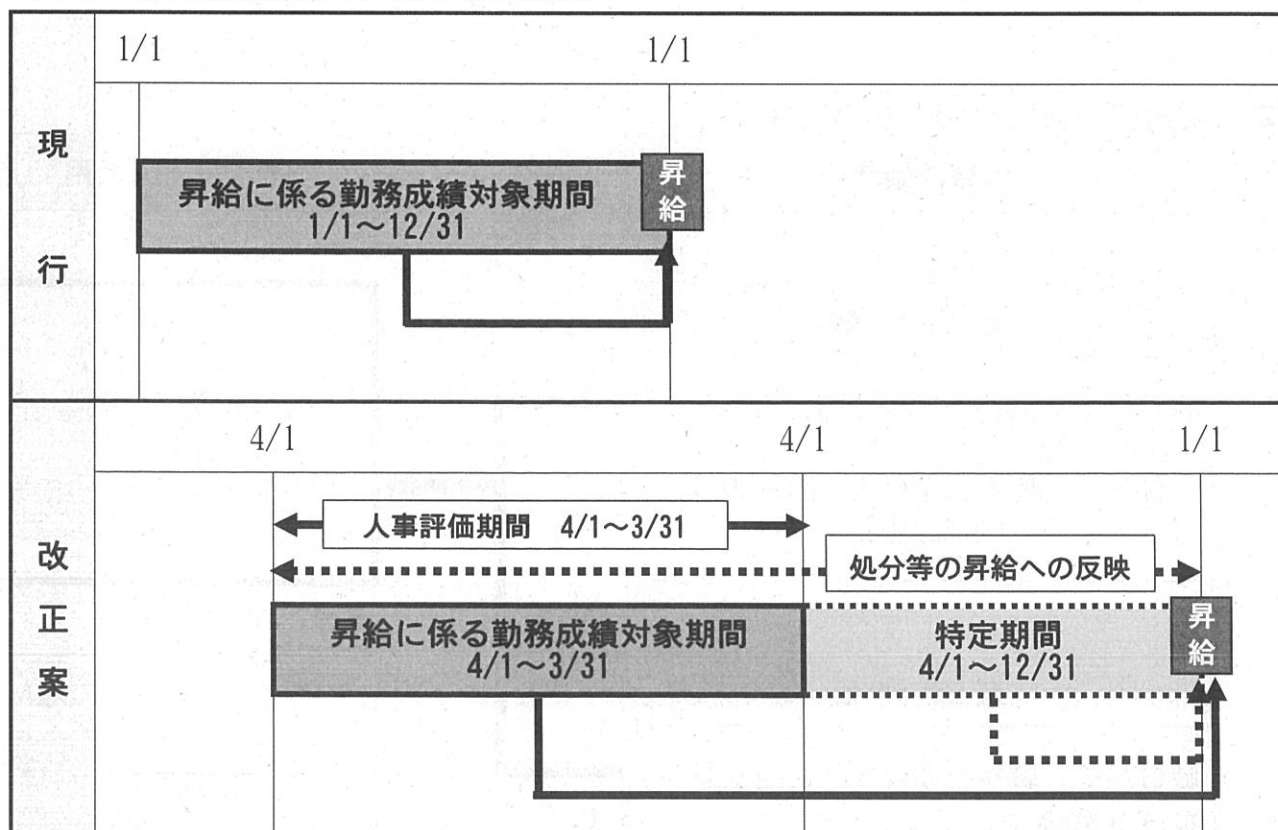 1/1
1/1
現行
昇給に係る勤務成績対象期間
1/1～12/31
昇給
4/1
4/1
1/1
改正案
人事評価期間　4/1～3/31
処分等の昇給への反映
昇給に係る勤務成績対象期間
4/1～3/31
特定期間
4/1～12/31
昇給